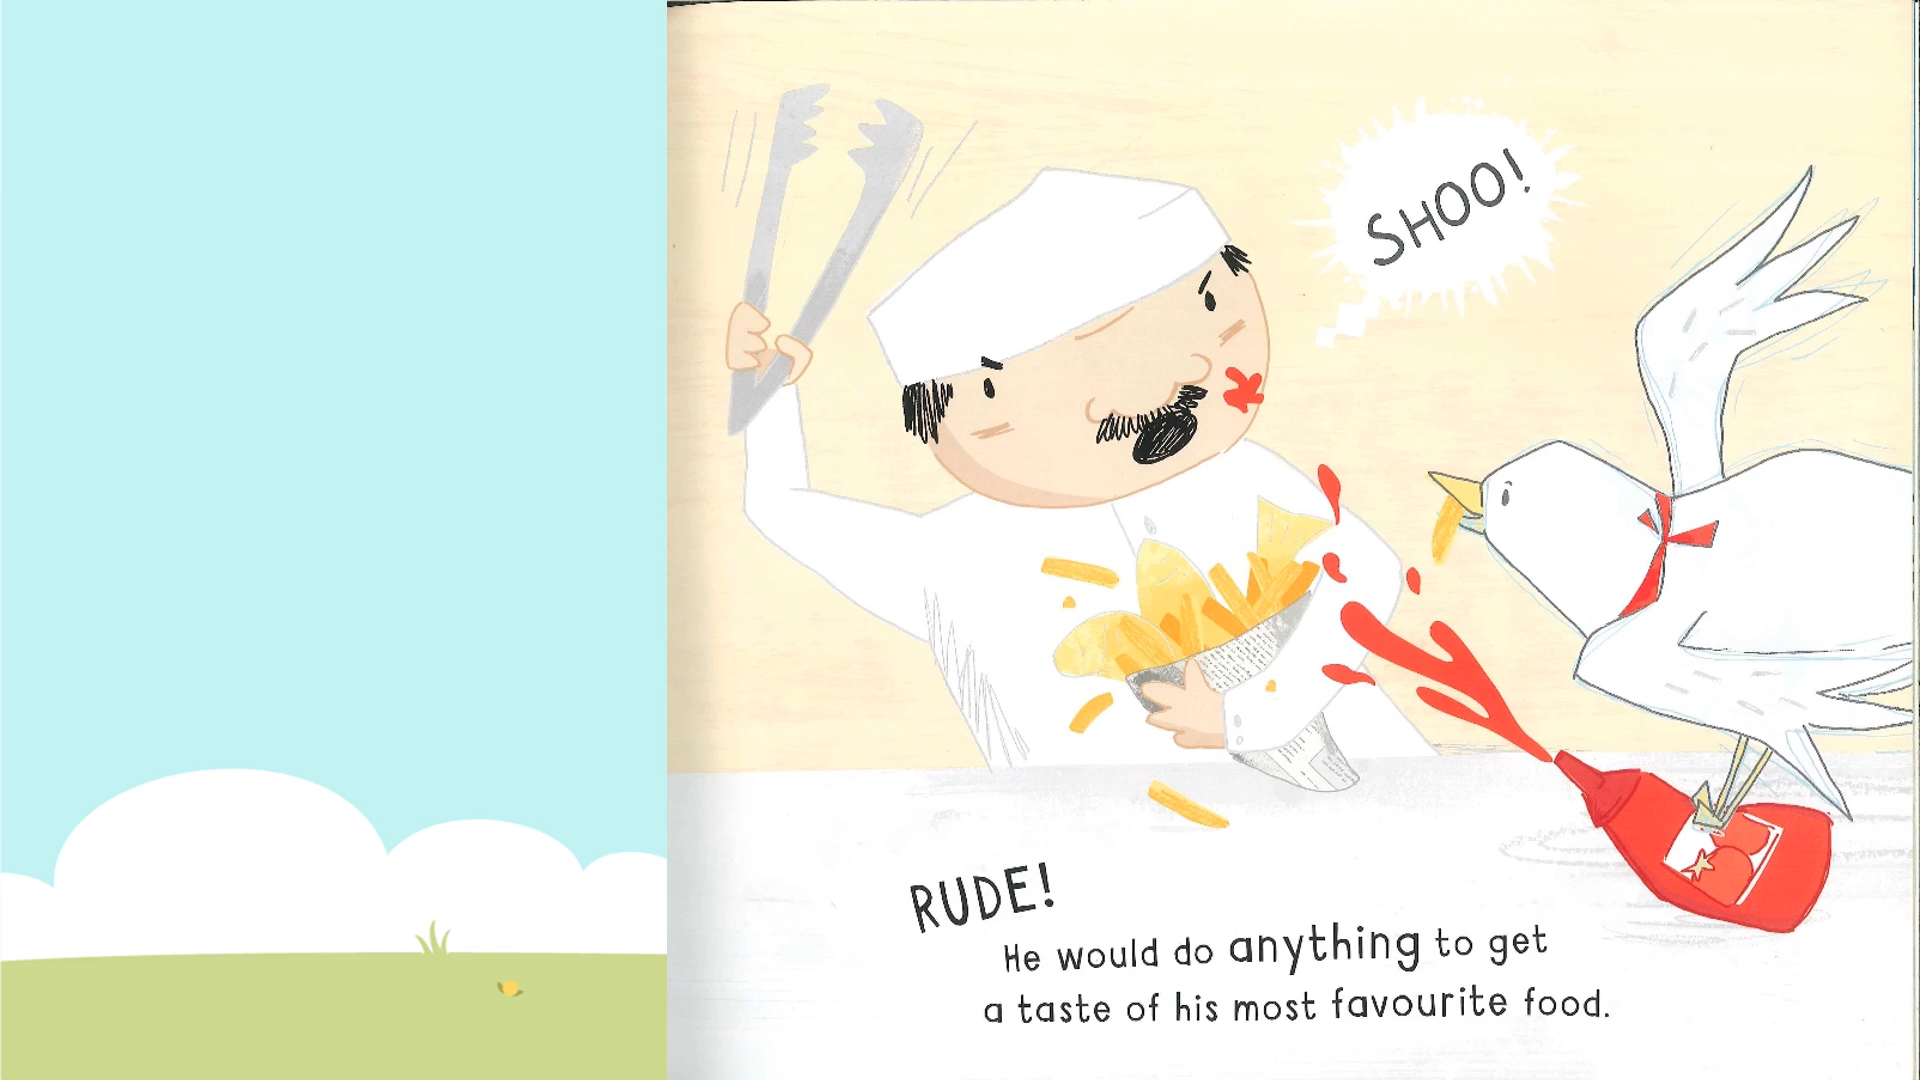 SHOO!
RUDE!
He would do anything to get
a taste of his most favourite food.